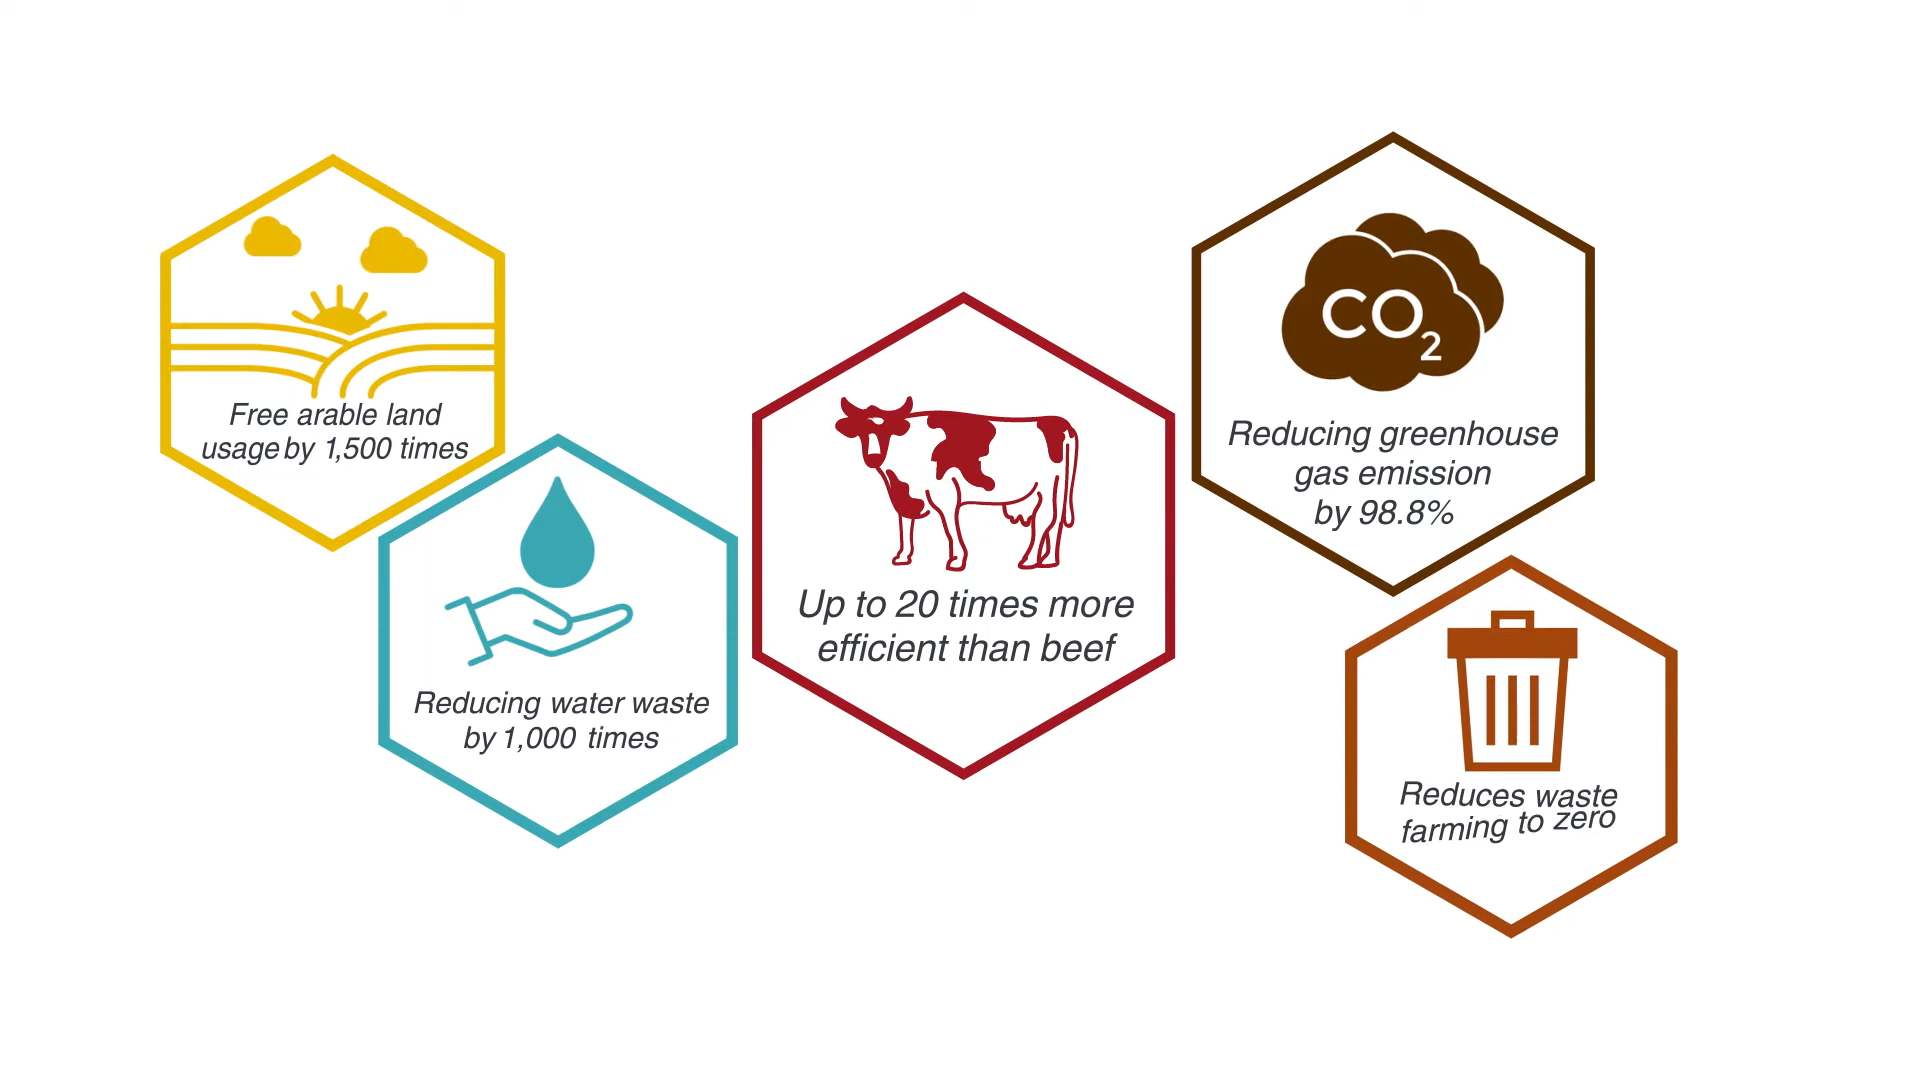 Free arable land
usage by 1,500 times
Reducing water waste
by 1,000 times
Up to 20 times more
efficient than beef
CO2
Reducing greenhouse
gas emission
by 98.8%
Reduces waste
farming to zero